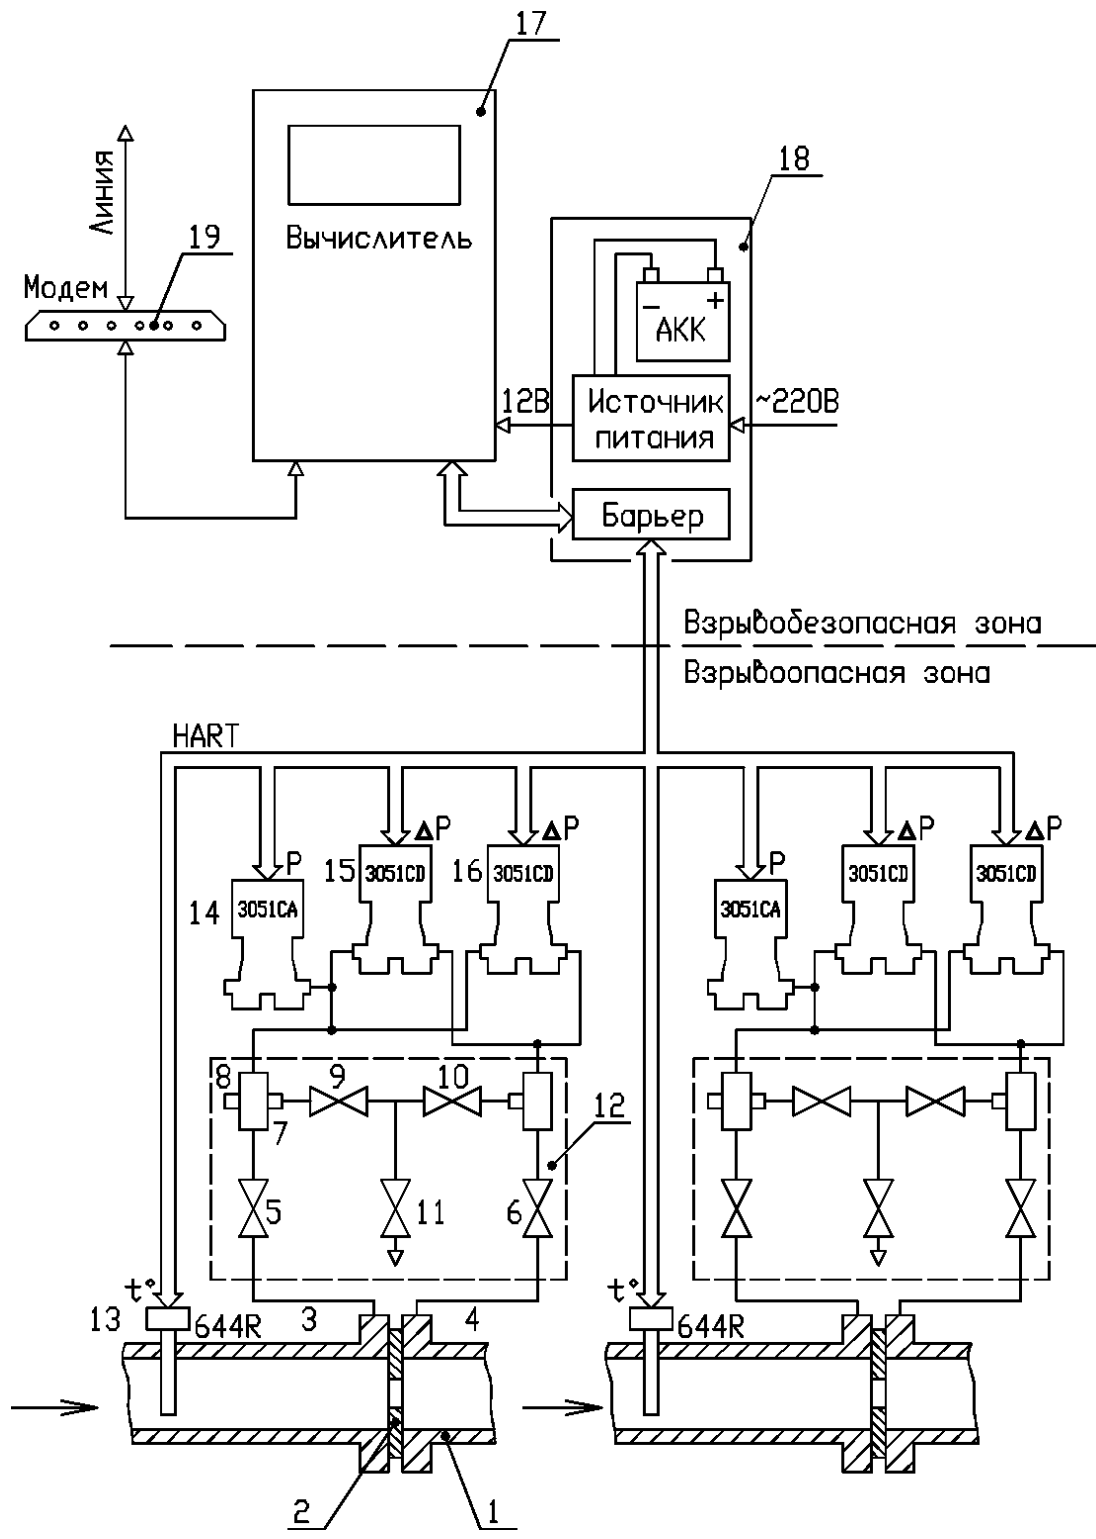 17
18
Линия
19
Вычислитель
Модем
- +
АКК
12В
Источник
питания
~220В
Барьер
Взрывобезопасная зона
Взрывоопасная зона
HART
ΔP
ΔP
ΔP
ΔP
P
15
3051CD
16
3051CD
P
3051CD
3051CD
14
3051CA
3051CA
8
9
10
12
7
5
11
6
t°
t°
13
644R
3
4
644R
2
1